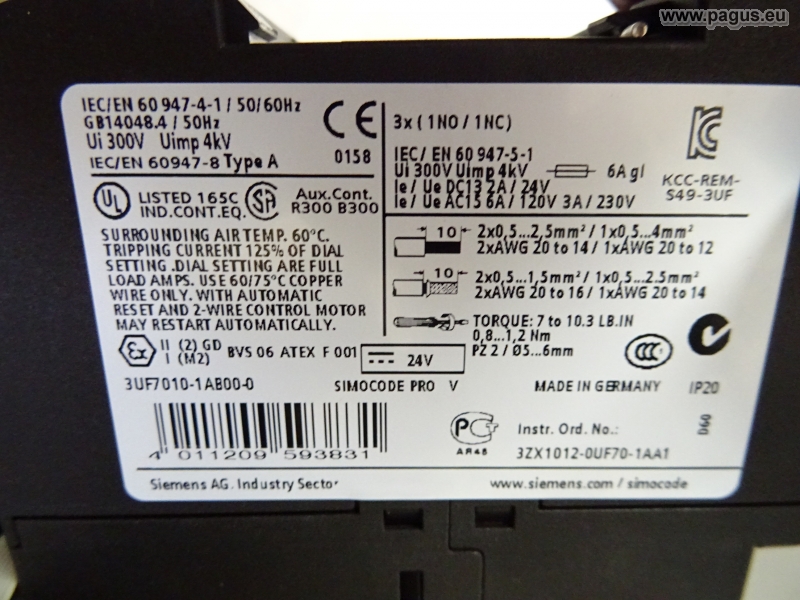 www.pagus.eu
IEC/EN 60 947-4-1 / 50/60Hz
GB14048.4 / 50Hz
Ui 300V Uimp 4kV
IEC/EN 60947-8 Type A
CE
0158
UL
LISTED 165C
IND.CONT.EQ.
SA
Aux.Cont.
R300 B300
SURROUNDING AIR TEMP. 60°C.
TRIPPING CURRENT 125% OF DIAL
SETTING .DIAL SETTING ARE FULL
LOAD AMPS. USE 60/75°C COPPER
WIRE ONLY. WITH AUTOMATIC
RESET AND 2-WIRE CONTROL MOTOR
MAY RESTART AUTOMATICALLY.
Ex
II (2) GD
I (M2)
BVS 06 ATEX F 001
24V
3UF7010-1AB00-0
SIMOCODE PRO V
3x ( 1NO / 1NC)
IEC/ EN 60 947-5-1
Ui 300V Uimp 4kV
6A gl
Ie / Ue DC13 2A / 24V
Ie / Ue AC15 6A / 120V 3A / 230V
KCC-REM-
S49-3UF
10
2x0,5...2,5mm² / 1x0,5...4mm²
2xAWG 20 to 14 / 1xAWG 20 to 12
10
2x0,5...1,5mm² / 1x0,5...2.5mm²
2xAWG 20 to 16 / 1xAWG 20 to 14
TORQUE: 7 to 10.3 LB.IN
0,8...1,2 Nm
PZ 2 / Ø5...6mm
CCC
MADE IN GERMANY
IP20
4 011209 593831
АЯ46
Instr. Ord. No.:
3ZX1012-0UF70-1AA1
D60
Siemens AG. Industry Sector
www.siemens.com / simocode